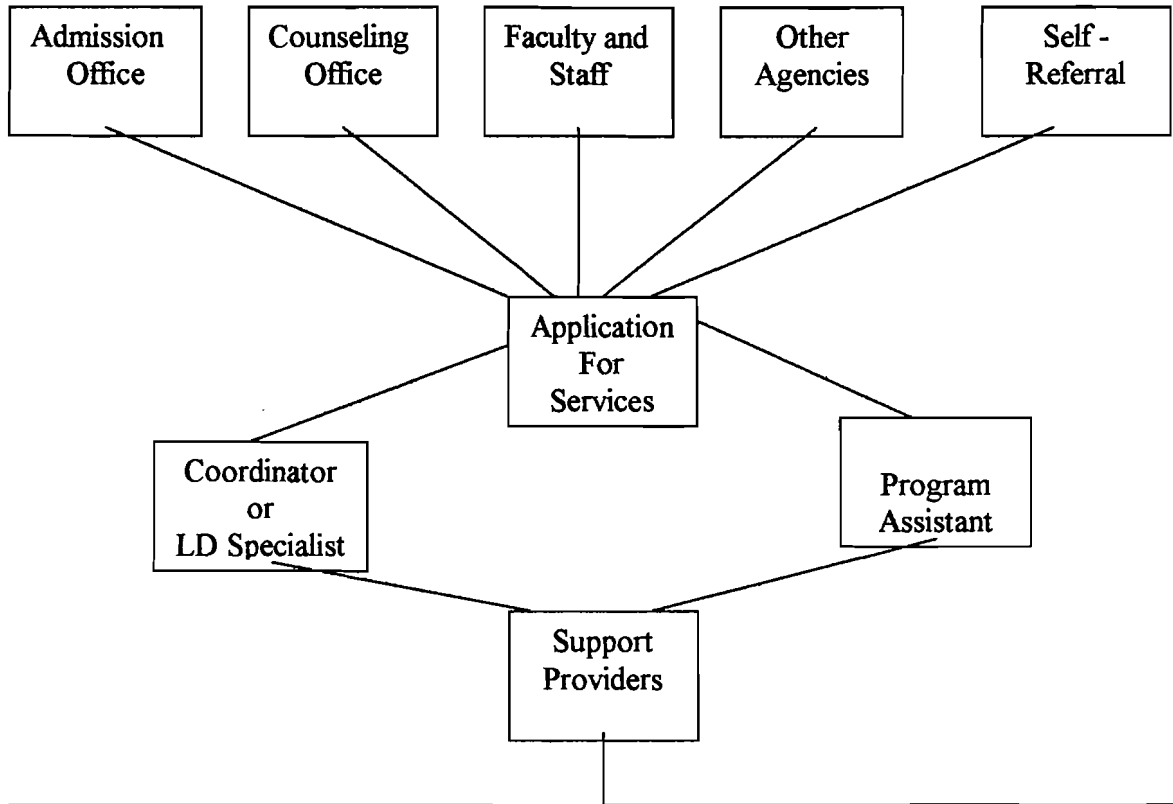 Admission
Office
Counseling
Office
Faculty and
Staff
Other
Agencies
Self -
Referral
Application
For
Services
Coordinator
or
LD Specialist
Program
Assistant
Support
Providers